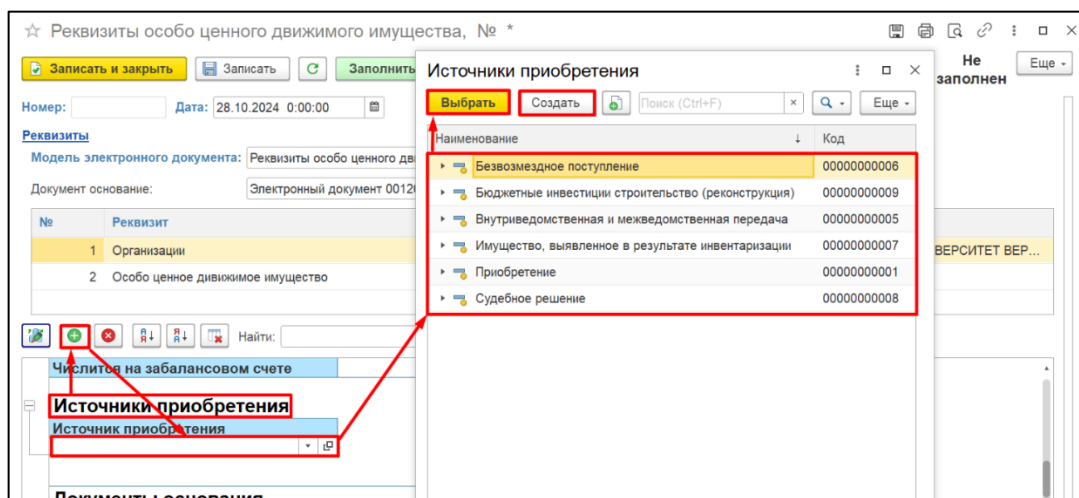 Реквизиты особо ценного движимого имущества, № *
Записать и закрыть
Записать
Заполнить
Не заполнен
Еще
Номер:
Дата: 28.10.2024 0:00:00
Реквизиты
Модель электронного документа: Реквизиты особо ценного дви
Документ основание: Электронный документ 0012
№ Реквизит
1 Организации
ВЕРСИТЕТ ВЕР...
2 Особо ценное дивижимое имущество
Найти:
Числится на забалансовом счете
Источники приобретения
Источник приобретения
Документы основания
Источники приобретения
Выбрать
Создать
Поиск (Ctrl+F)
Еще
Наименование Код
Безвозмездное поступление 00000000006
Бюджетные инвестиции строительство (реконструкция) 00000000009
Внутриведомственная и межведомственная передача 00000000005
Имущество, выявленное в результате инвентаризации 00000000007
Приобретение 00000000001
Судебное решение 00000000008